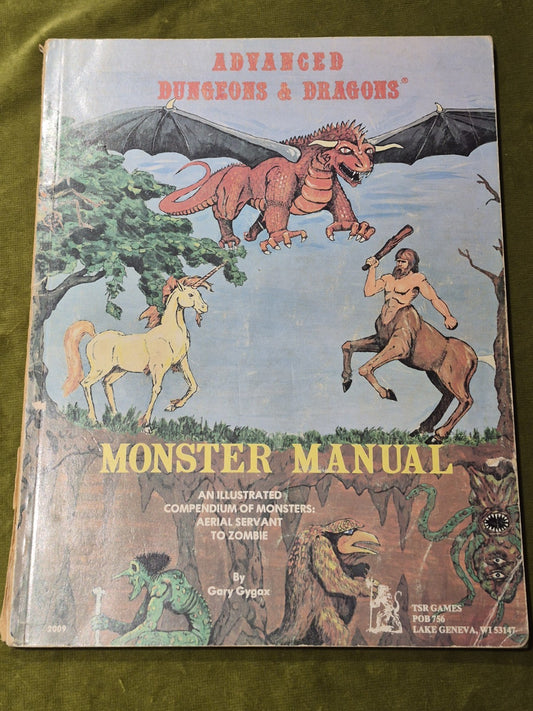 ADVANCED
DUNGEONS & DRAGONS®
MONSTER MANUAL
AN ILLUSTRATED
COMPENDIUM OF MONSTERS:
AERIAL SERVANT
TO ZOMBIE
By
Gary Gygax
2009
TSR GAMES
POB 756
LAKE GENEVA, WI 53147